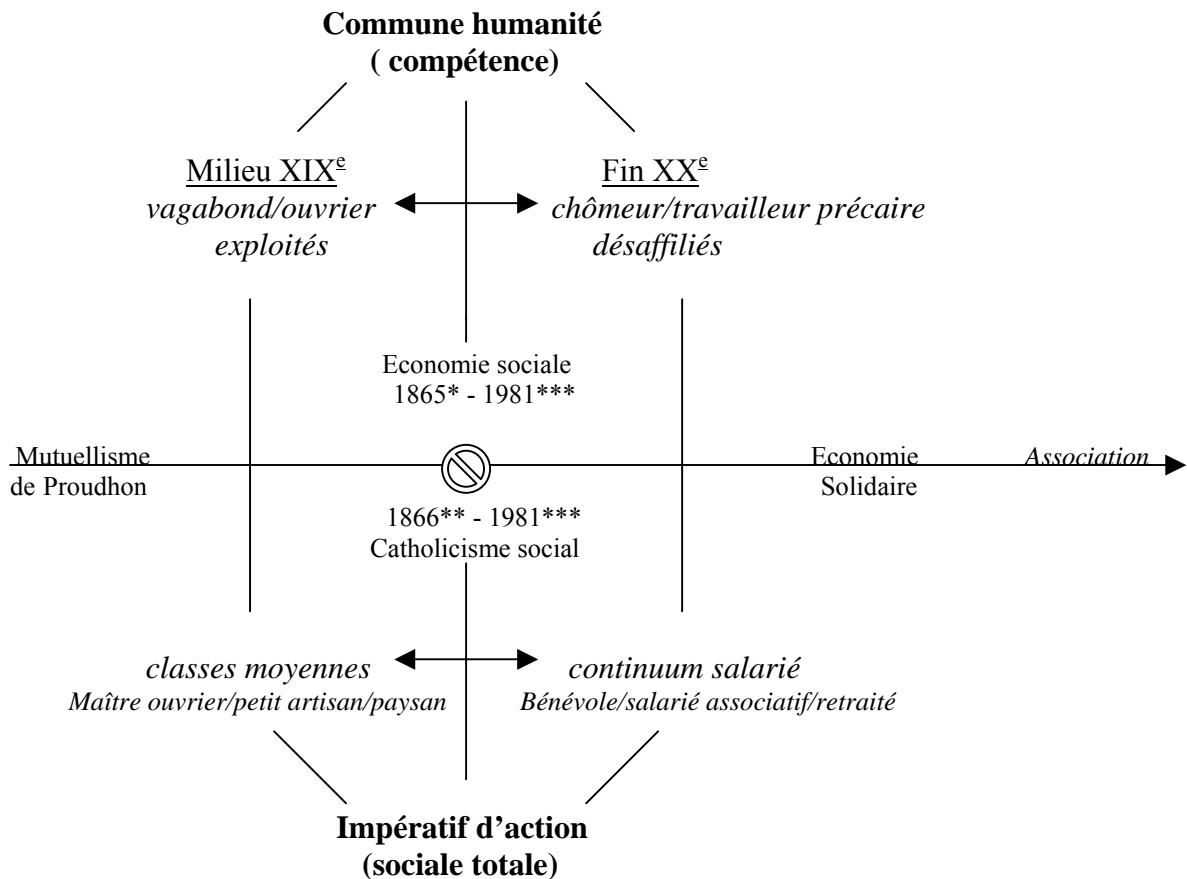 Commune humanité
( compétence)
Milieu XIXe
vagabond/ouvrier
exploités
Fin XXe
chômeur/travailleur précaire
désaffiliés
Economie sociale
1865* - 1981***
Mutuellisme
de Proudhon
Economie
Solidaire
Association
1866** - 1981***
Catholicisme social
classes moyennes
Maître ouvrier/petit artisan/paysan
continuum salarié
Bénévole/salarié associatif/retraité
Impératif d’action
(sociale totale)